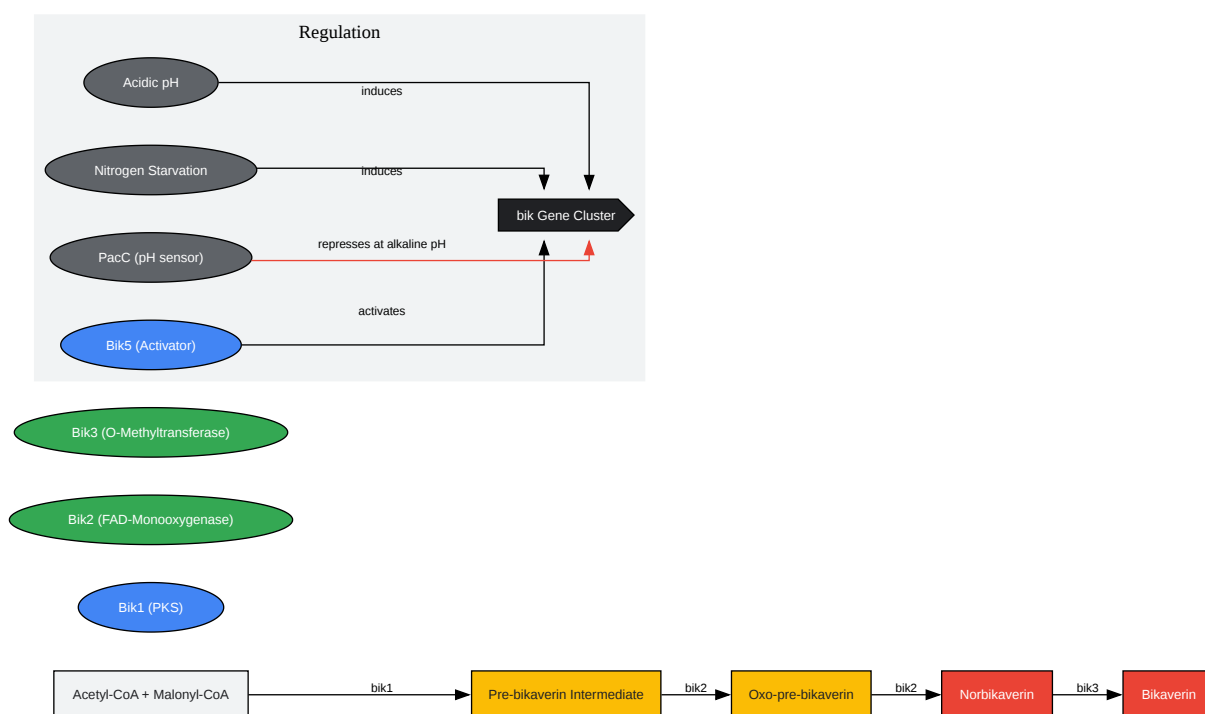 Regulation
Acidic pH
induces
Nitrogen Starvation
induces
bik Gene Cluster
represses at alkaline pH
PacC (pH sensor)
activates
Bik5 (Activator)
Bik3 (O-Methyltransferase)
Bik2 (FAD-Monooxygenase)
Bik1 (PKS)
Acetyl-CoA + Malonyl-CoA
bik1
Pre-bikaverin Intermediate
bik2
Oxo-pre-bikaverin
bik2
Norbikaverin
bik3
Bikaverin